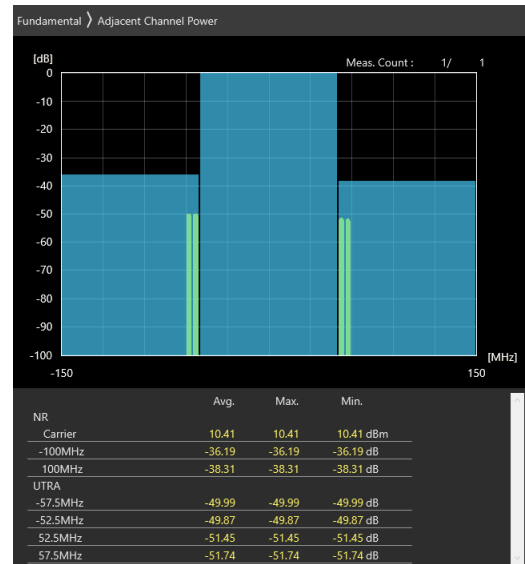 Fundamental 〉 Adjacent Channel Power
[dB]
Meas. Count : 1/ 1
0
-10
-20
-30
-40
-50
-60
-70
-80
-90
-100
[MHz]
-150 150
Avg. Max. Min.
NR
Carrier 10.41 10.41 10.41 dBm
-100MHz -36.19 -36.19 -36.19 dB
100MHz -38.31 -38.31 -38.31 dB
UTRA
-57.5MHz -49.99 -49.99 -49.99 dB
-52.5MHz -49.87 -49.87 -49.87 dB
52.5MHz -51.45 -51.45 -51.45 dB
57.5MHz -51.74 -51.74 -51.74 dB